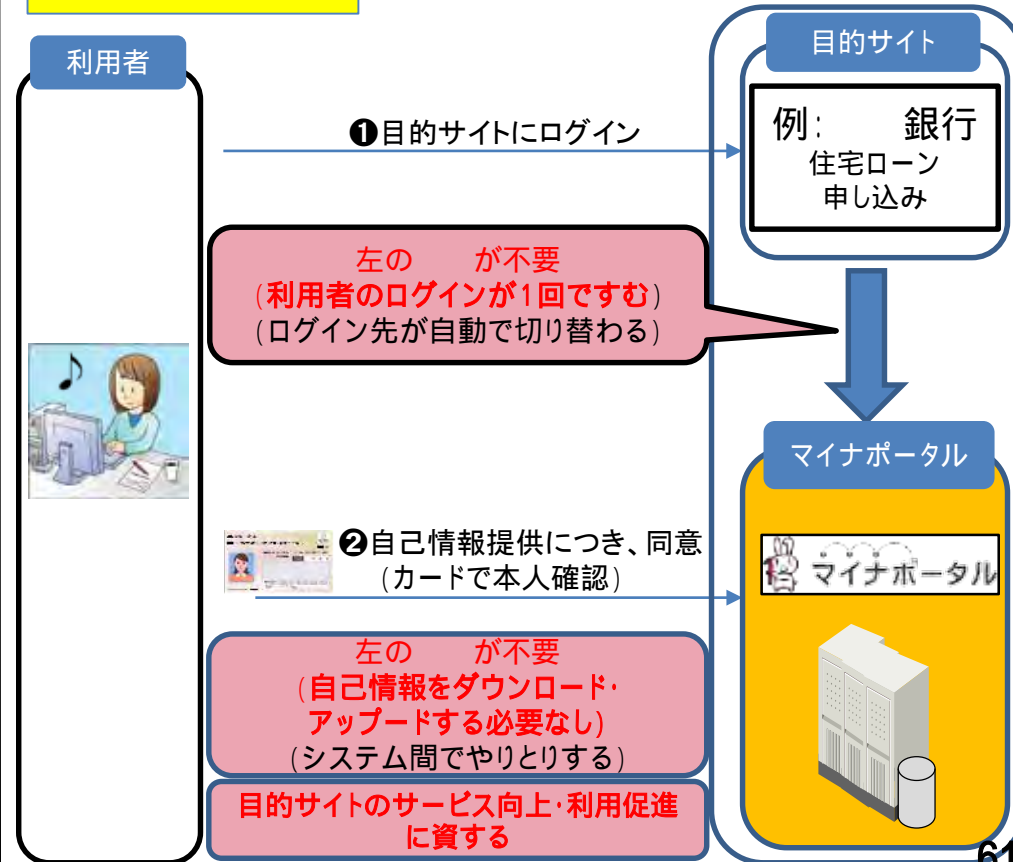 利用者
目的サイト
例:　　銀行
住宅ローン
申し込み
❶目的サイトにログイン
左の　　が不要
(利用者のログインが1回ですむ)
(ログイン先が自動で切り替わる)
マイナポータル
❷自己情報提供につき、同意
(カードで本人確認)
マイナポータル
左の　　が不要
(自己情報をダウンロード・
アップードする必要なし)
(システム間でやりとりする)
目的サイトのサービス向上・利用促進
に資する
61